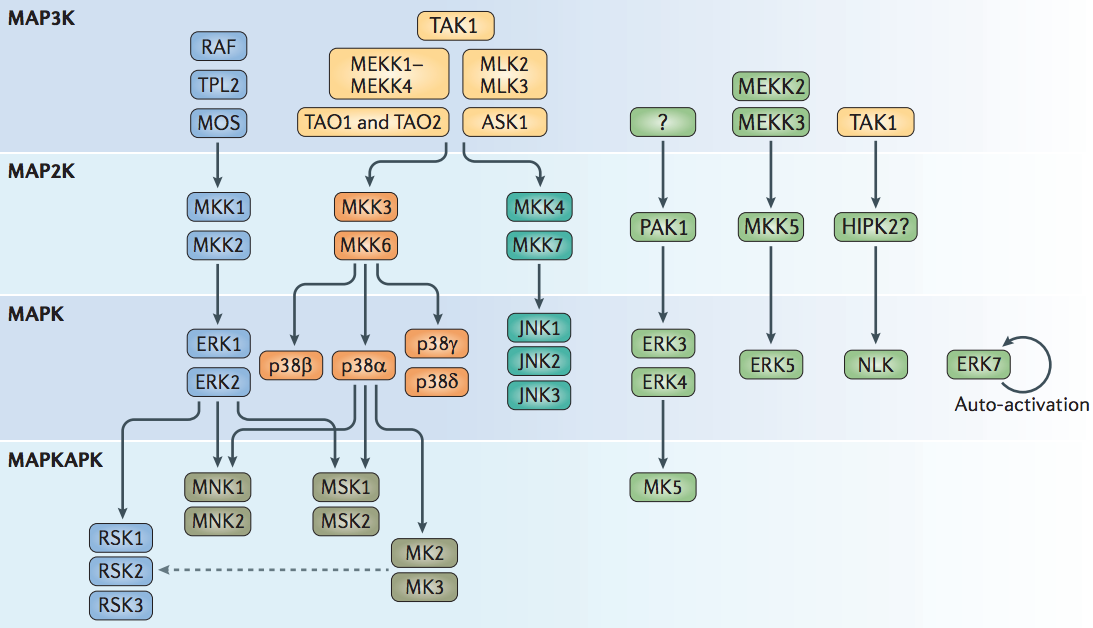 MAP3K
TAK1
RAF
MEKK1–
MEKK4
MLK2
MLK3
TPL2
MEKK2
MOS
TAO1 and TAO2
ASK1
?
MEKK3
TAK1
MAP2K
MKK1
MKK3
MKK4
PAK1
MKK5
HIPK2?
MKK2
MKK6
MKK7
MAPK
ERK1
p38γ
JNK1
ERK3
p38β
p38α
JNK2
ERK5
NLK
ERK7
ERK2
p38δ
JNK3
ERK4
Auto-activation
MAPKAPK
MNK1
MSK1
MK5
MNK2
MSK2
RSK1
MK2
RSK2
MK3
RSK3